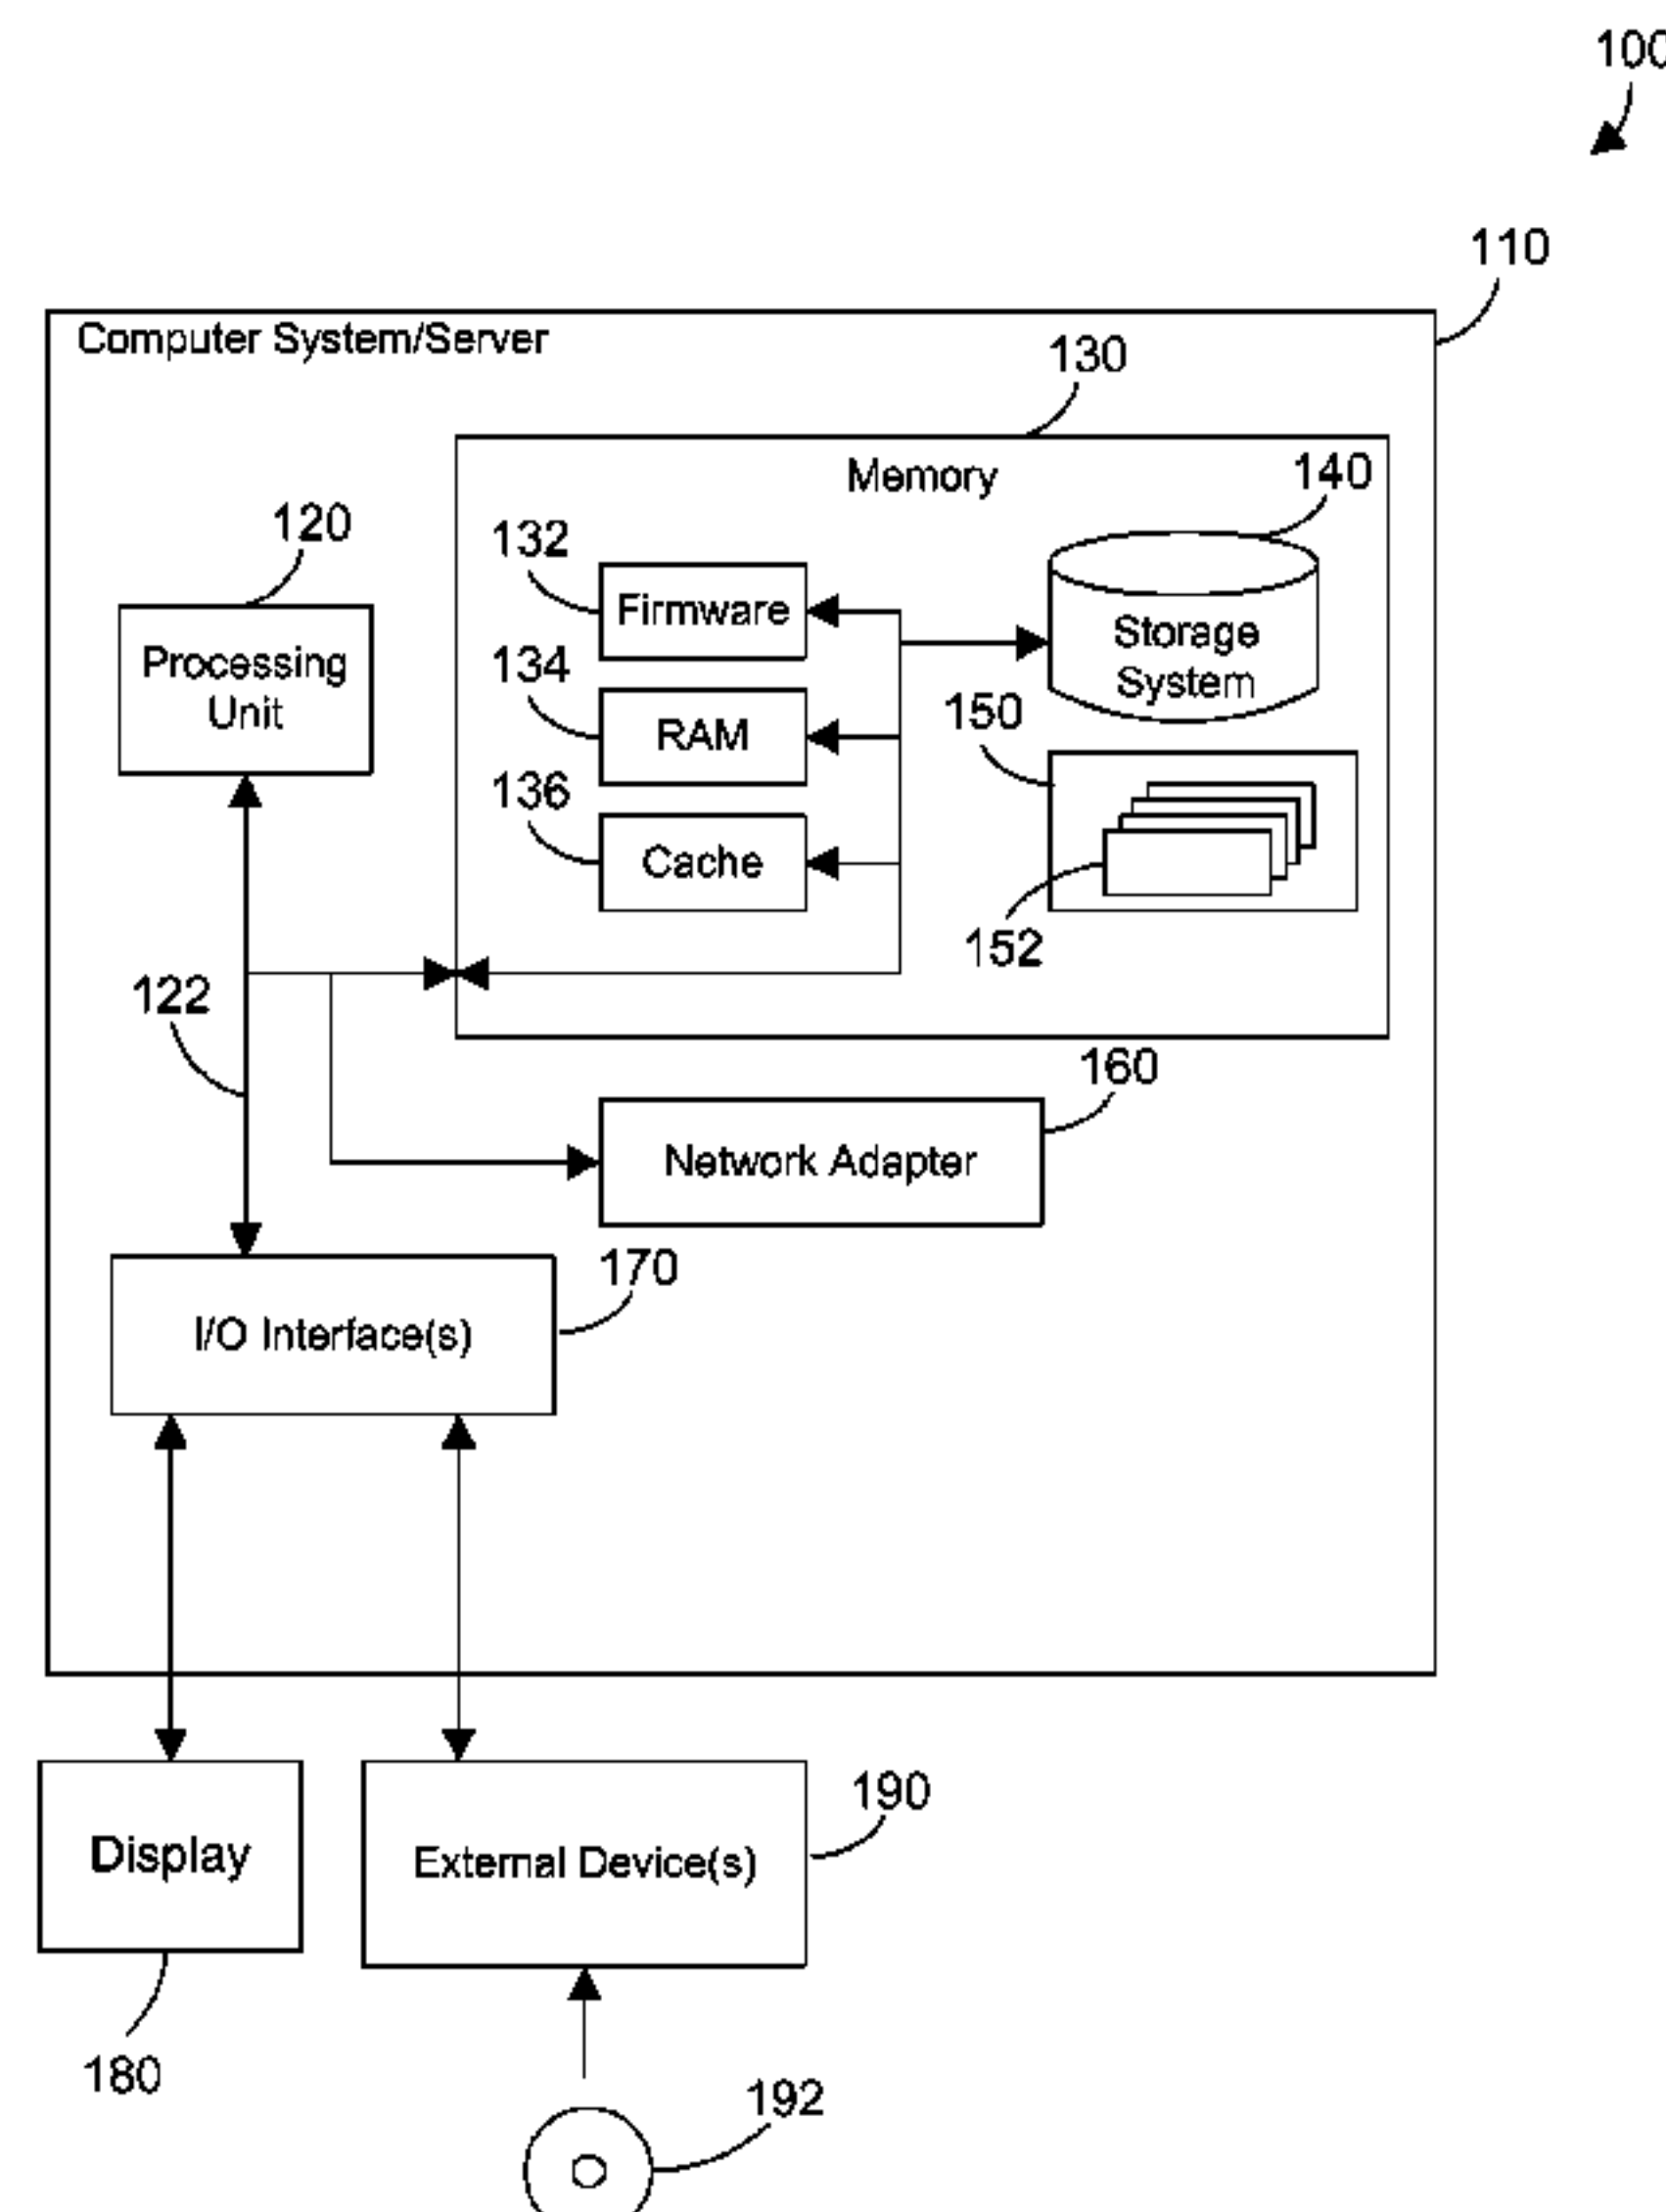 100
110
Computer System/Server
130
Memory
140
120
132
Firmware
Storage
System
Processing
Unit
134
RAM
150
136
Cache
152
122
160
Network Adapter
170
I/O Interface(s)
190
Display
External Device(s)
180
192